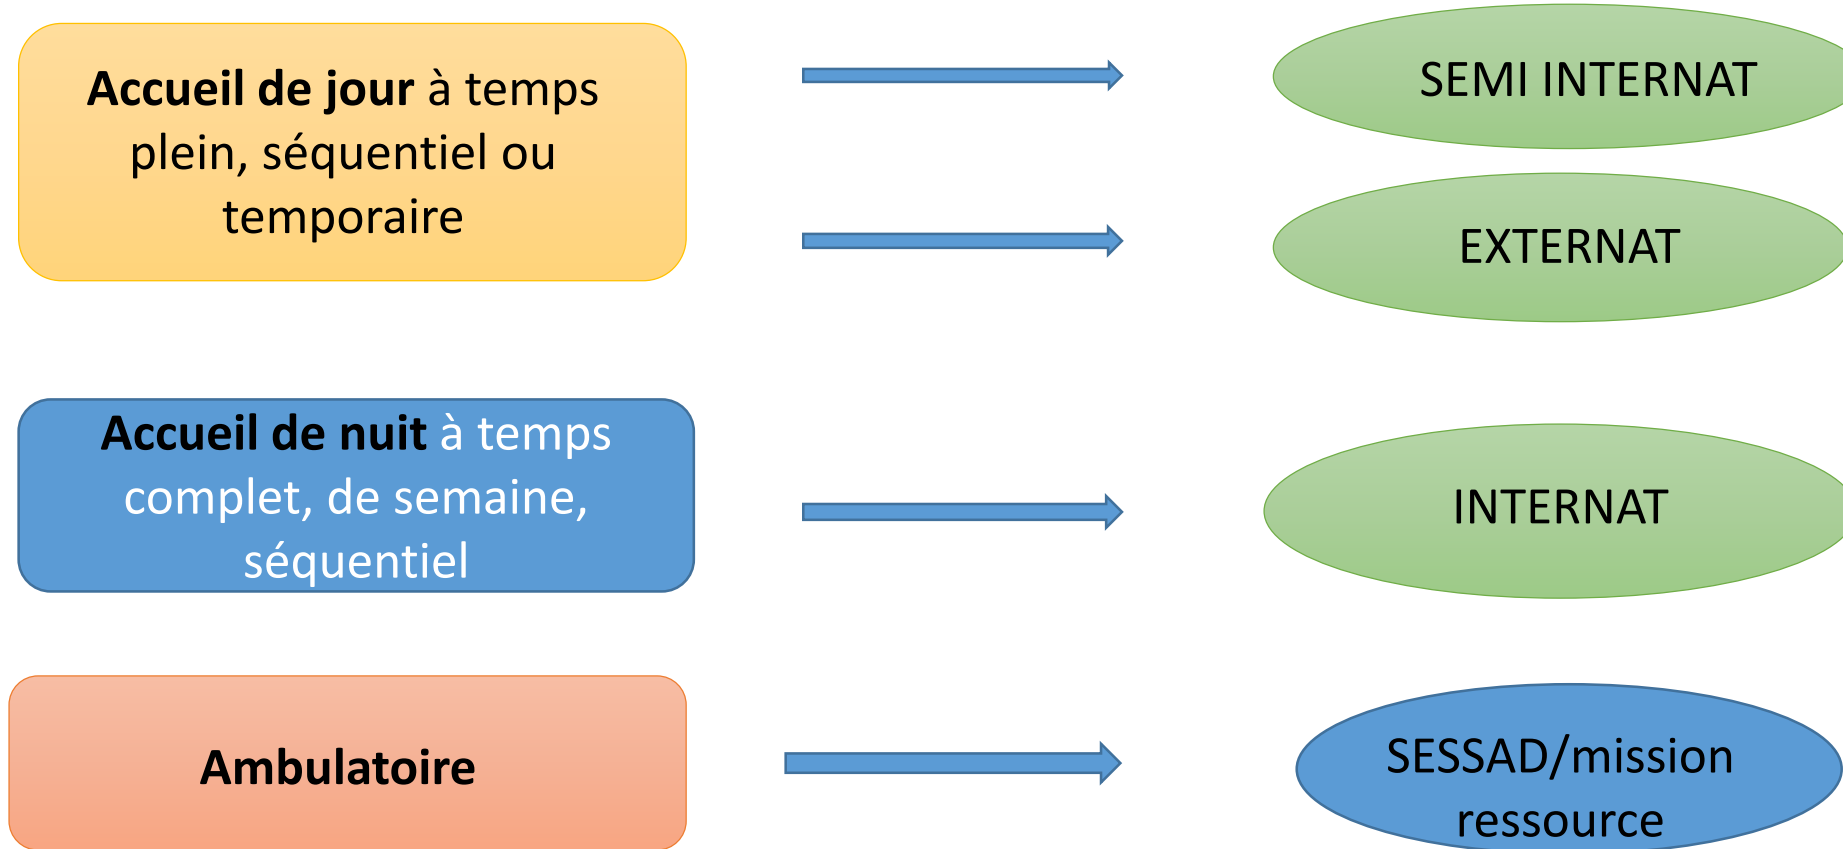 Accueil de jour à temps
plein, séquentiel ou
temporaire
SEMI INTERNAT
EXTERNAT
Accueil de nuit à temps
complet, de semaine,
séquentiel
INTERNAT
Ambulatoire
SESSAD/mission
ressource